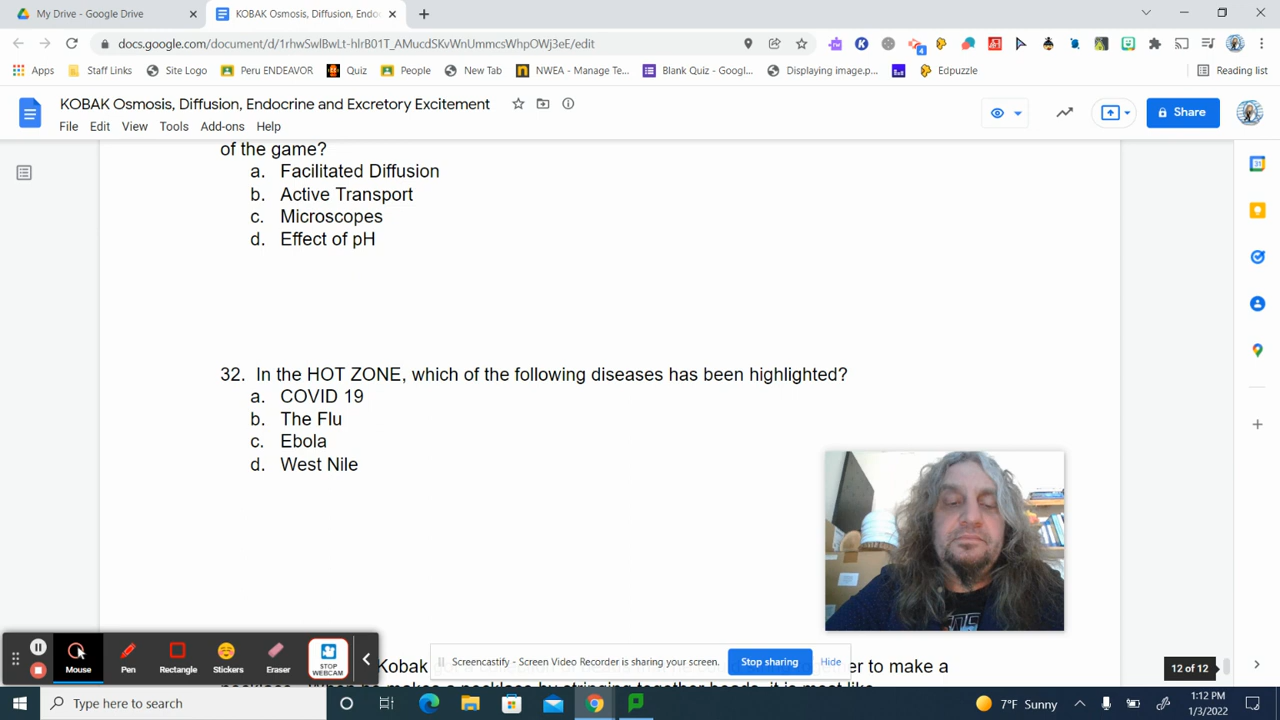 My Drive - Google Drive
KOBAK Osmosis, Diffusion, Endoc
docs.google.com/document/d/1rhwSwlBwLt-hlrB01T_AMuqdSKvWnUmmcsWhpOWj3eE/edit
Apps
Staff Links
Site Logo
Peru ENDEAVOR
Quiz
People
New Tab
NWEA - Manage Te...
Blank Quiz - Googl...
Displaying image.p...
Edpuzzle
Reading list
KOBAK Osmosis, Diffusion, Endocrine and Excretory Excitement
File Edit View Tools Add-ons Help
Share
of the game?
a. Facilitated Diffusion
b. Active Transport
c. Microscopes
d. Effect of pH
32. In the HOT ZONE, which of the following diseases has been highlighted?
a. COVID 19
b. The Flu
c. Ebola
d. West Nile
Kobak
er to make a
12 of 12
Mouse
Pen
Rectangle
Stickers
Eraser
STOP
WEBCAM
Screencastify - Screen Video Recorder is sharing your screen.
Stop sharing
Hide
Type here to search
7°F Sunny
1:12 PM
1/3/2022